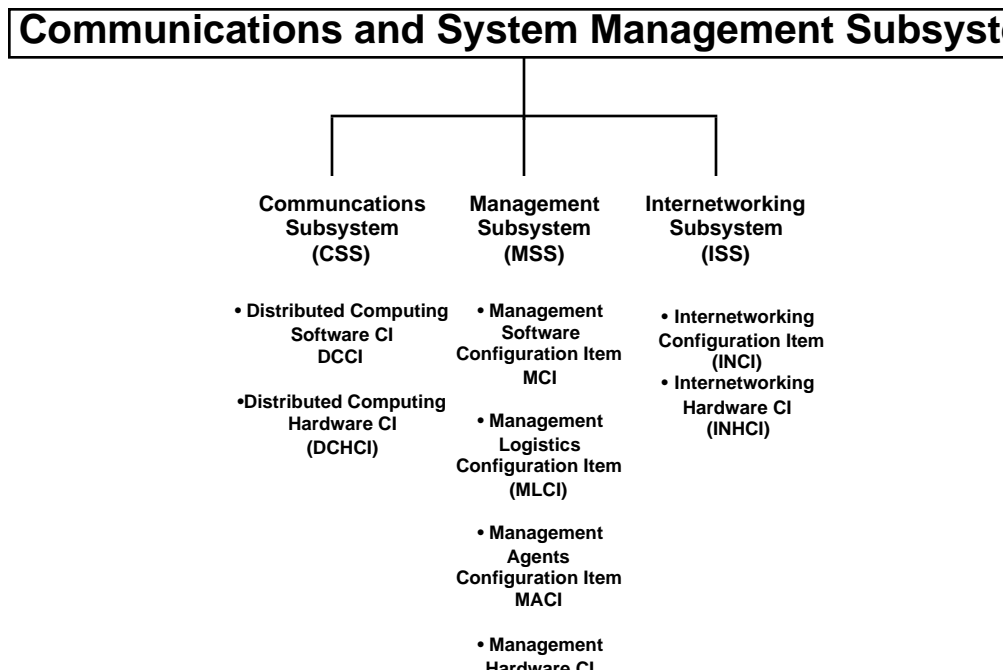 Communications and System Management Subsyst
Communcations
Subsystem
(CSS)
• Distributed Computing
Software CI
DCCI
•Distributed Computing
Hardware CI
(DCHCI)
Management
Subsystem
(MSS)
• Management
Software
Configuration Item
MCI
• Management
Logistics
Configuration Item
(MLCI)
• Management
Agents
Configuration Item
MACI
• Management
Hardware CI
Internetworking
Subsystem
(ISS)
• Internetworking
Configuration Item
(INCI)
• Internetworking
Hardware CI
(INHCI)